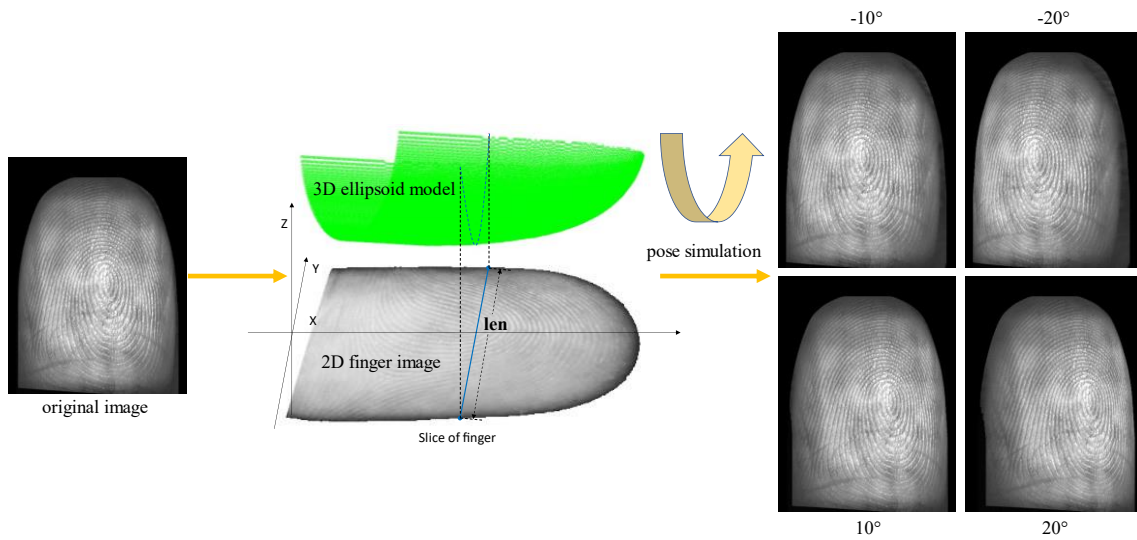 -10°
-20°
3D ellipsoid model
Z
Y
pose simulation
X
len
2D finger image
original image
Slice of finger
10°
20°